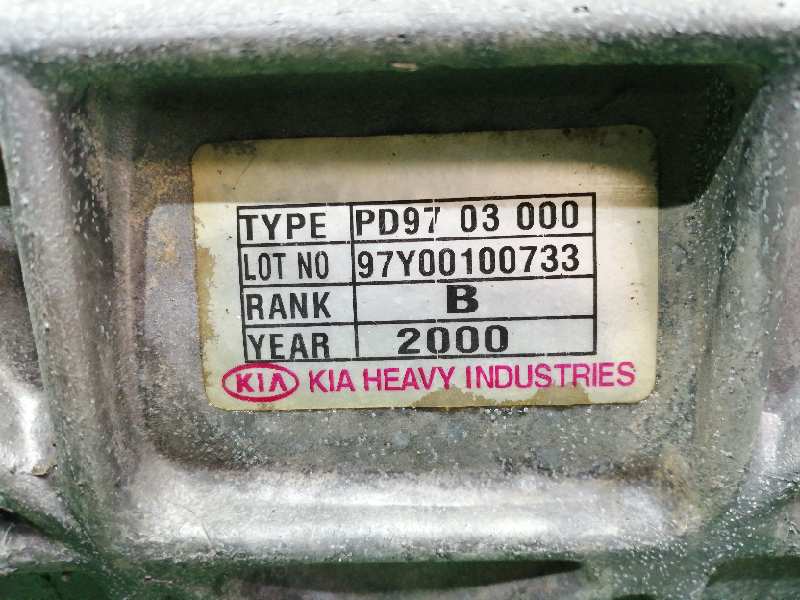 TYPE PD97 03 000
LOT NO 97Y00100733
RANK B
YEAR 2000
KIA KIA HEAVY INDUSTRIES